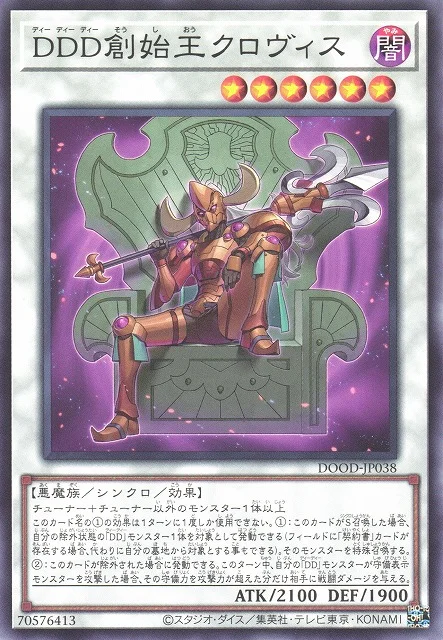 DDD創始王クロヴィス
闇
DOOD-JP038
【悪魔族／シンクロ／効果】
チューナー＋チューナー以外のモンスター１体以上
このカード名の①の効果は１ターンに１度しか使用できない。①：このカードがＳ召喚した場合、
自分の除外状態の「DD」モンスター１体を対象として発動できる（フィールドに「契約書」カードが
存在する場合、代わりに自分の墓地から対象とする事もできる）。そのモンスターを特殊召喚する。
②：このカードが除外された場合に発動できる。このターン中、自分の「DD」モンスターが守備表示
モンスターを攻撃した場合、その守備力を攻撃力が超えた分だけ相手に戦闘ダメージを与える。
ATK/2100 DEF/1900
70576413
©スタジオ・ダイス／集英社・テレビ東京・KONAMI